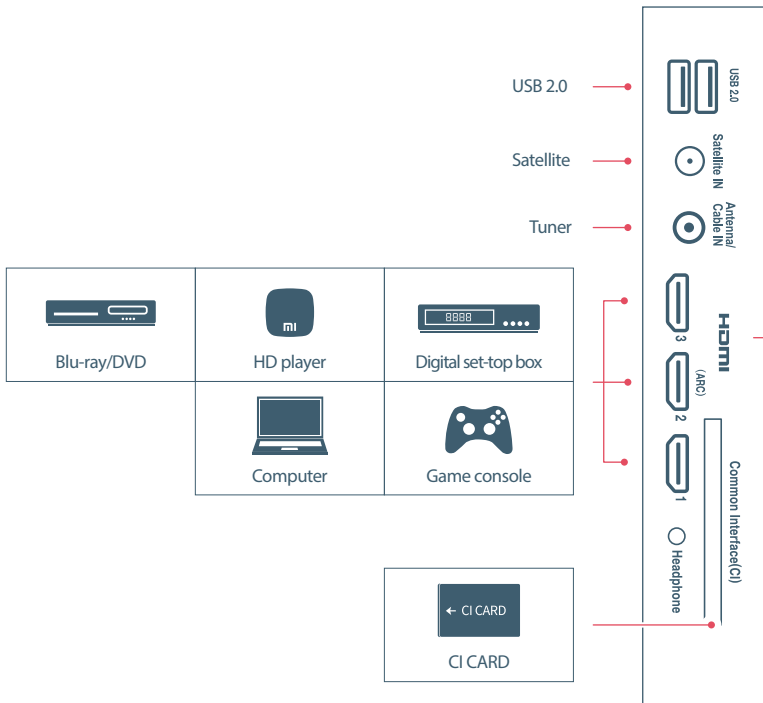 USB 2.0
USB 2.0
Satellite
Satellite IN
Tuner
Antenna/
Cable IN
mi
8888
Blu-ray/DVD
HD player
Digital set-top box
3
HDMI
(ARC)
2
Computer
Game console
1
Common Interface(CI)
Headphone
← CI CARD
CI CARD